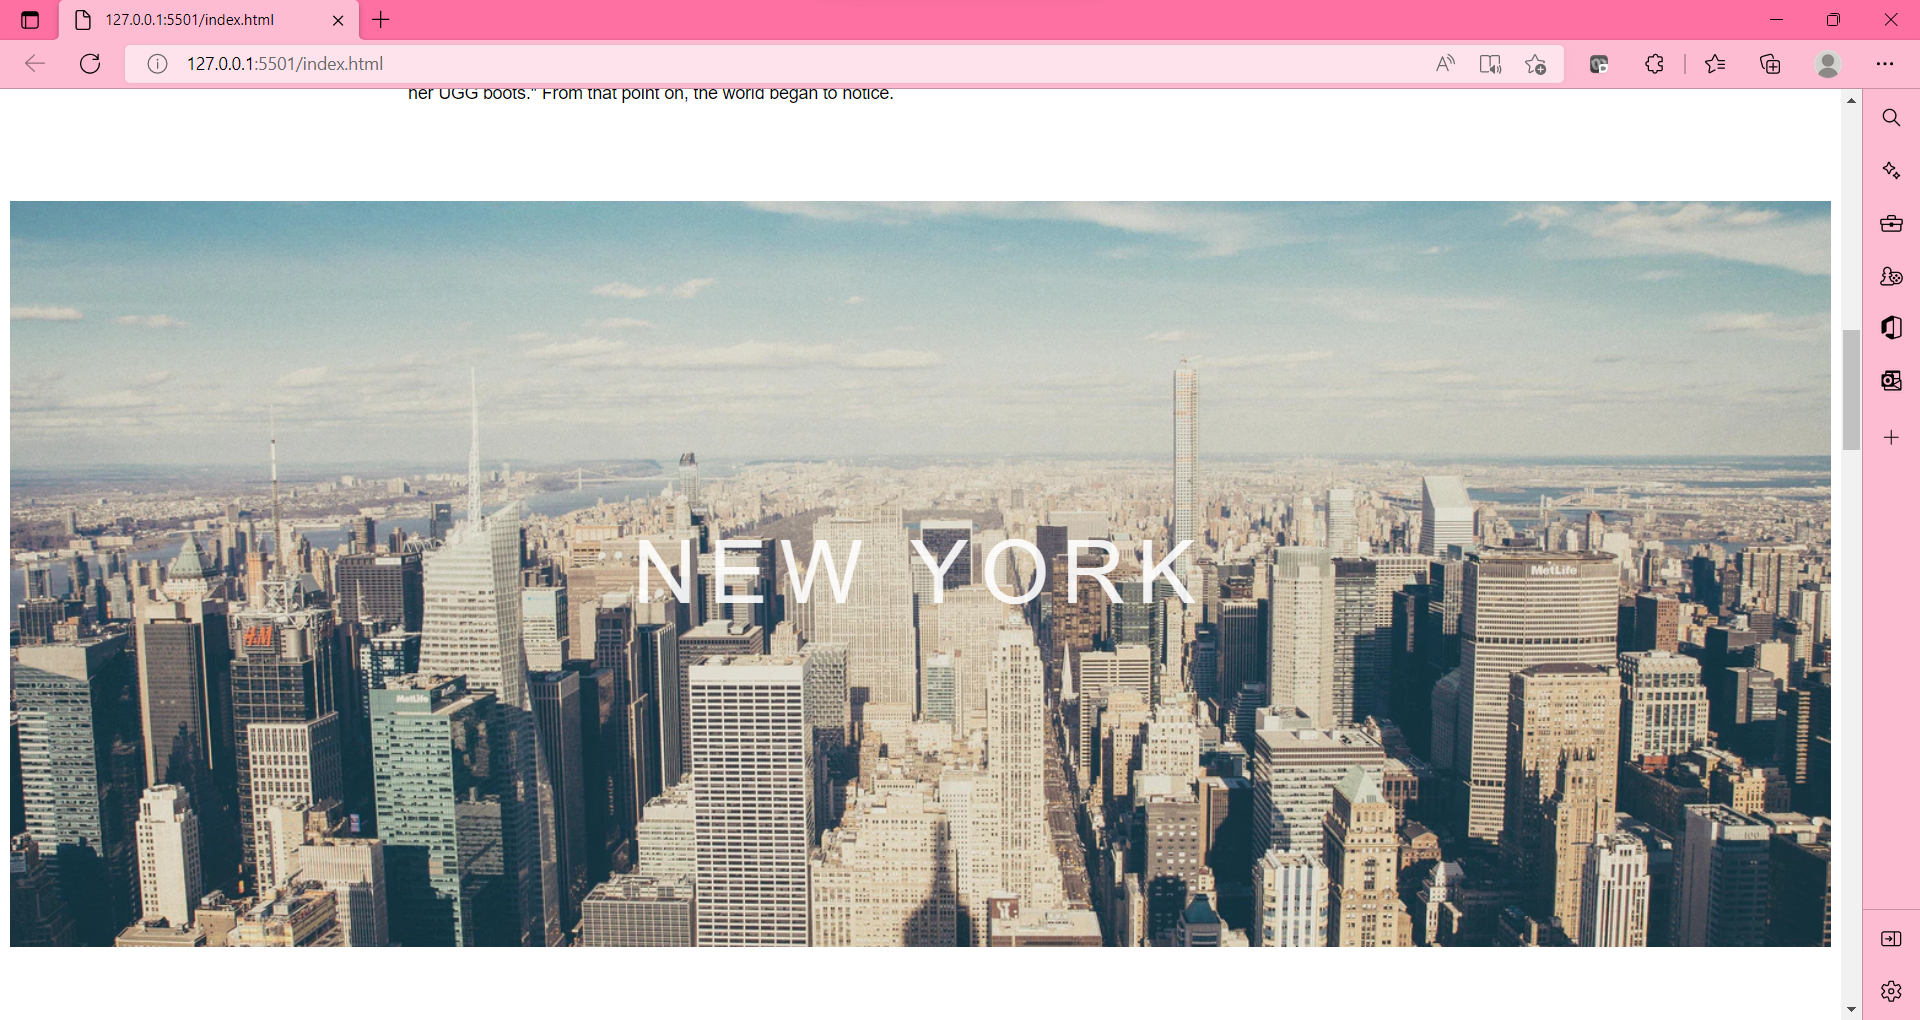 127.0.0.1:5501/index.html
127.0.0.1:5501/index.html
her UGG boots." From that point on, the world began to notice.
NEW YORK
MetLife
H&M
MetLife